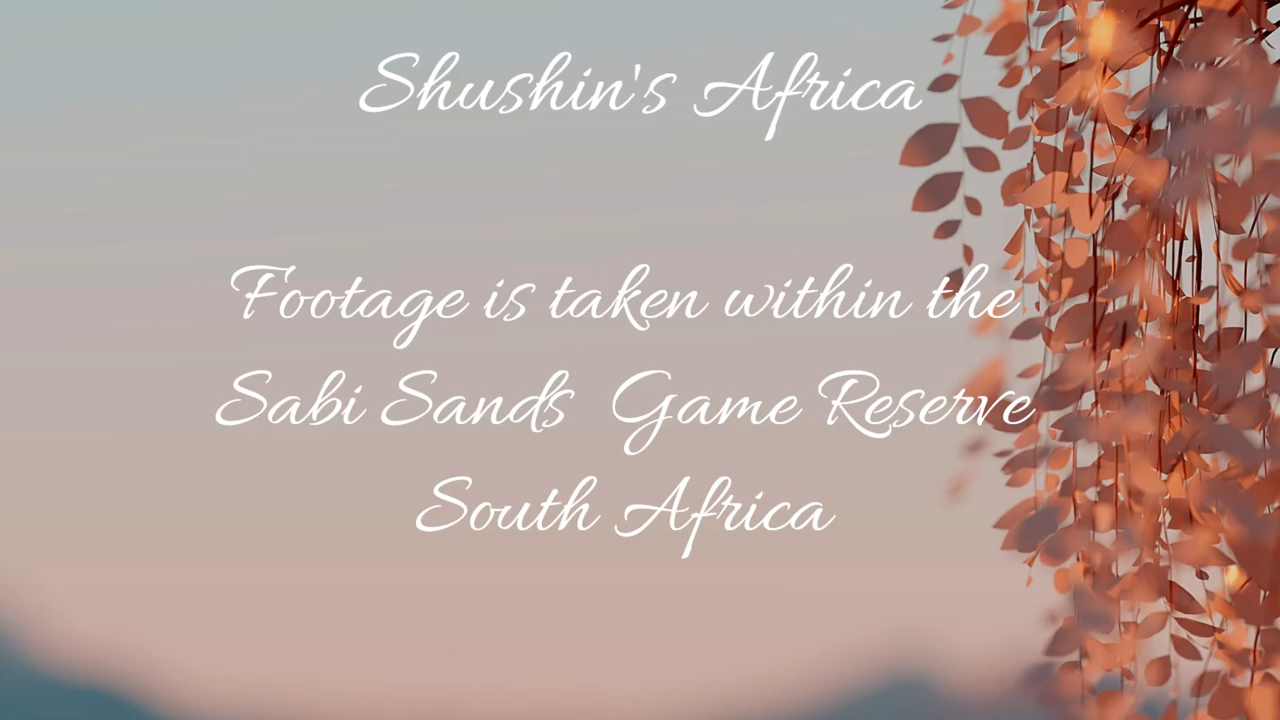 Shushin's Africa
Footage is taken within the
Sabi Sands Game Reserve
South Africa